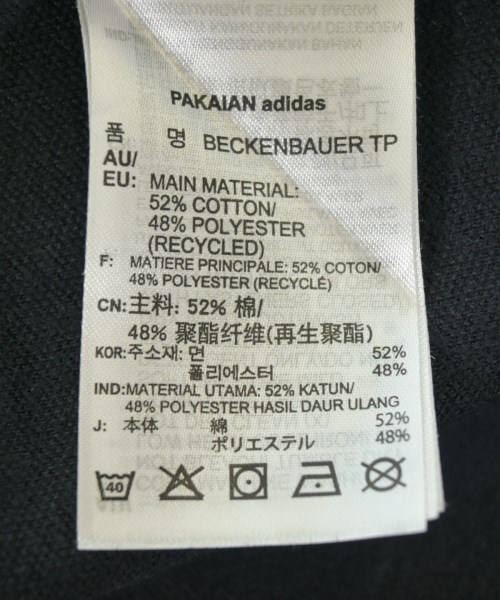 PAKAIAN adidas
품 명 BECKENBAUER TP
AU/
EU: MAIN MATERIAL:
52% COTTON/
48% POLYESTER
(RECYCLED)
F: MATIERE PRINCIPALE: 52% COTON/
48% POLYESTER (RECYCLÉ)
CN: 主料: 52% 棉/
48% 聚酯纤维(再生聚酯)
KOR: 주소재: 면 52%
폴리에스터 48%
IND: MATERIAL UTAMA: 52% KATUN/
48% POLYESTER HASIL DAUR ULANG
J: 本体 綿 52%
ポリエステル 48%
40